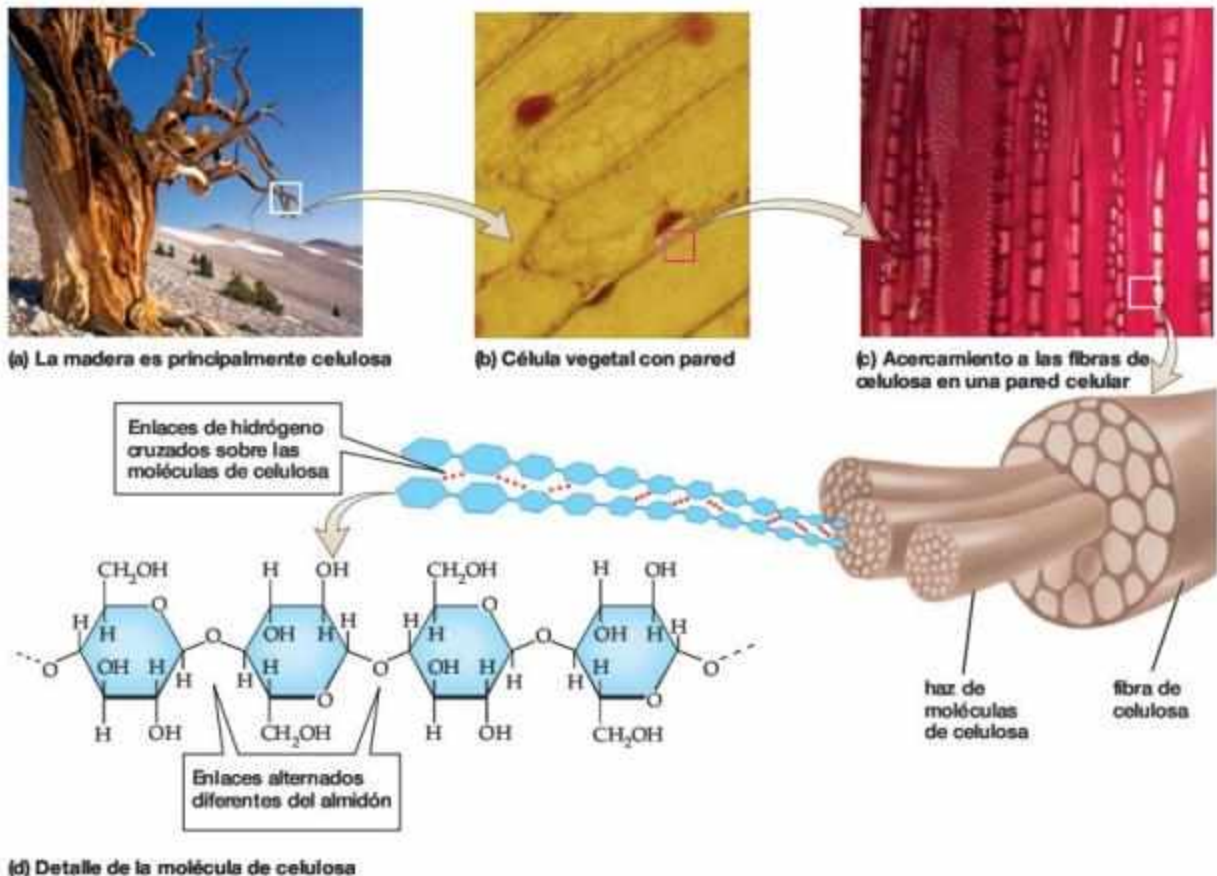 (a) La madera es principalmente celulosa
(b) Célula vegetal con pared
(c) Acercamiento a las fibras de
celulosa en una pared celular
Enlaces de hidrógeno
cruzados sobre las
moléculas de celulosa
CH₂OH
H
OH
CH₂OH
H
OH
O
H
H
OH
H
H
O
H
H
OH
H
H
O
O
O
O
OH
H
H
H
H
O
OH
H
H
H
H
O
H
OH
CH₂OH
H
OH
CH₂OH
haz de
moléculas
de celulosa
fibra de
celulosa
Enlaces alternados
diferentes del almidón
(d) Detalle de la molécula de celulosa